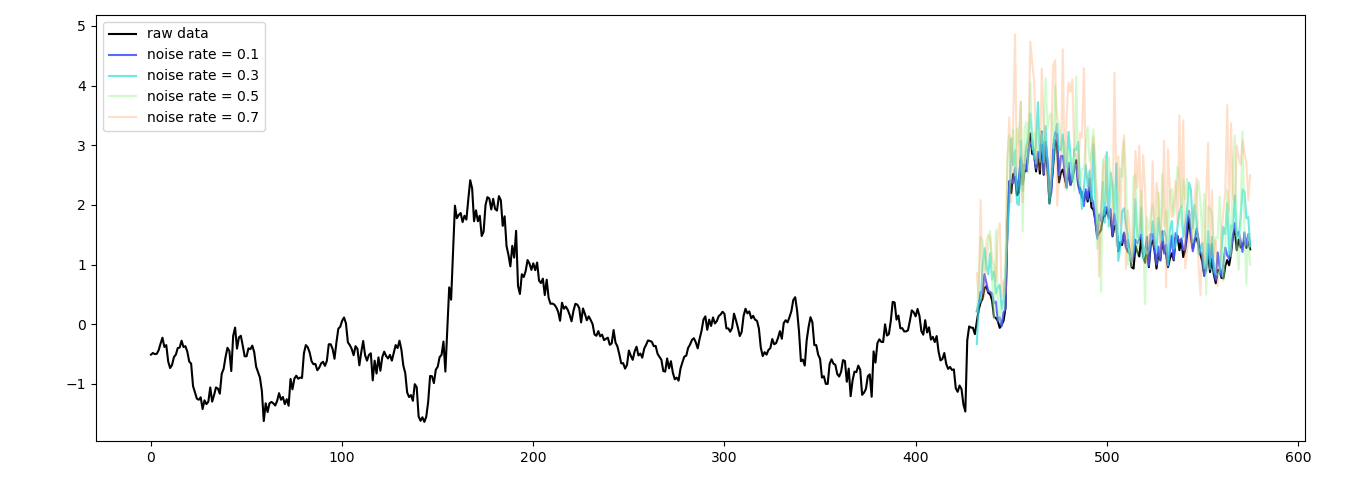 raw data
noise rate = 0.1
noise rate = 0.3
noise rate = 0.5
noise rate = 0.7
5
4
3
2
1
0
−1
0 100 200 300 400 500 600